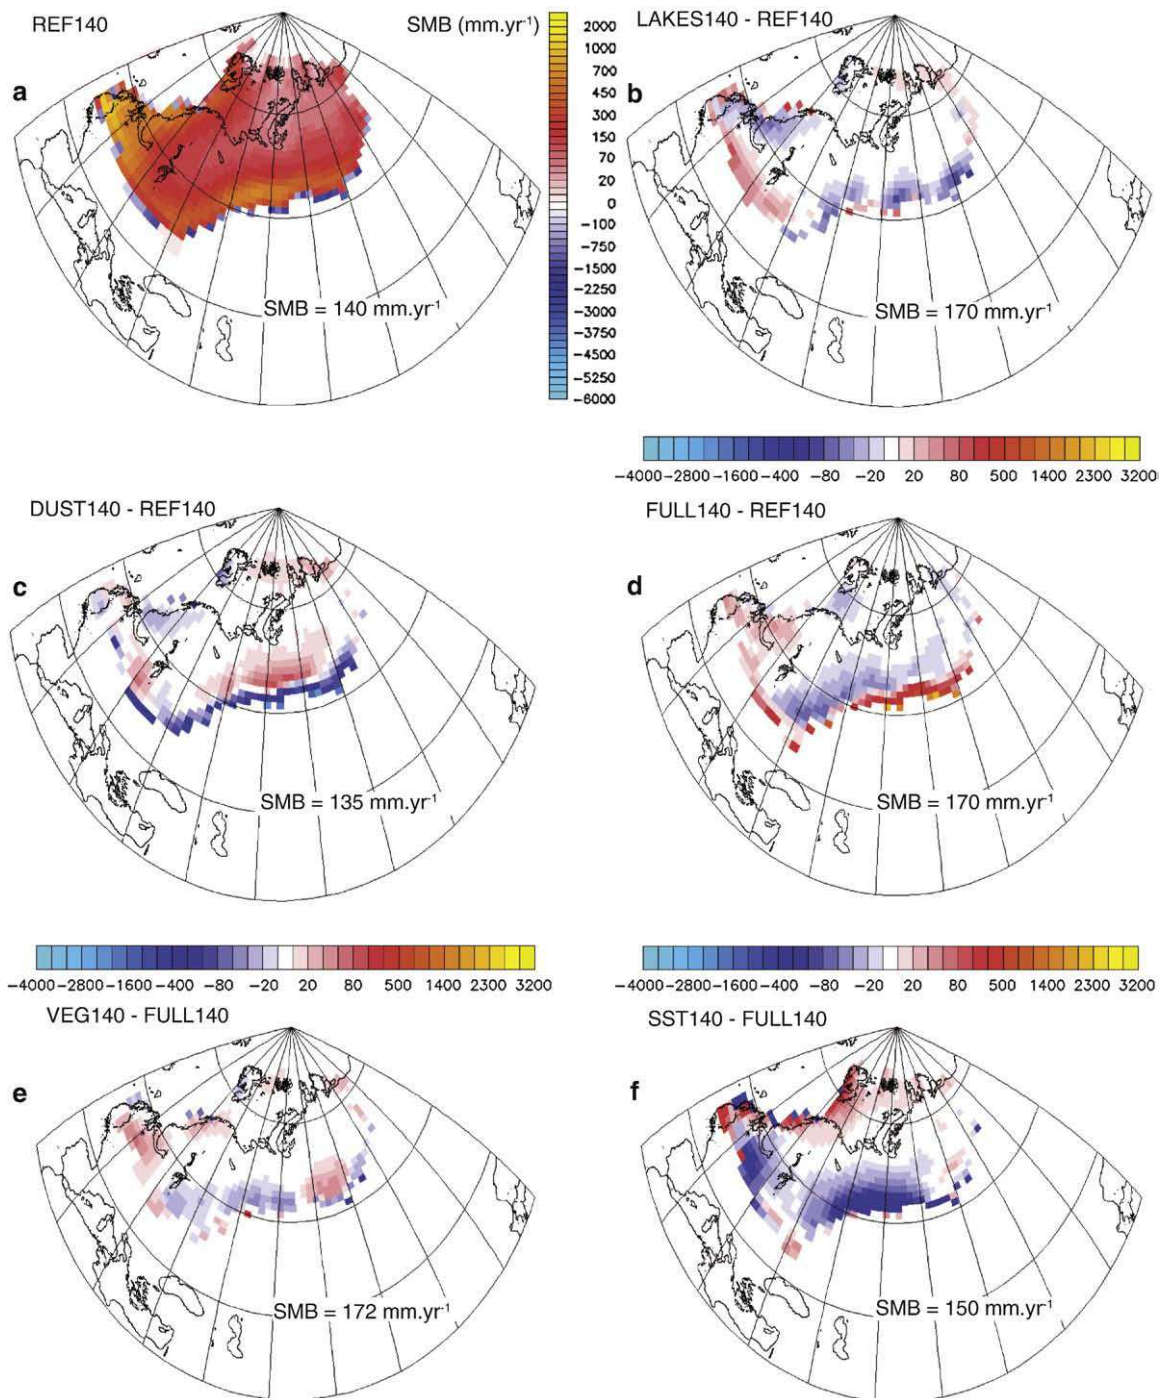 REF140
SMB (mm.yr-1)
a
2000
1000
700
450
300
150
70
20
0
−100
−750
−1500
−2250
−3000
−3750
−4500
−5250
−6000
SMB = 140 mm.yr-1
LAKES140 - REF140
b
SMB = 170 mm.yr-1
−4000 −2800 −1600 −400 −80 −20 20 80 500 1400 2300 3200
DUST140 - REF140
c
SMB = 135 mm.yr-1
FULL140 - REF140
d
SMB = 170 mm.yr-1
−4000 −2800 −1600 −400 −80 −20 20 80 500 1400 2300 3200
−4000 −2800 −1600 −400 −80 −20 20 80 500 1400 2300 3200
VEG140 - FULL140
e
SMB = 172 mm.yr-1
SST140 - FULL140
f
SMB = 150 mm.yr-1